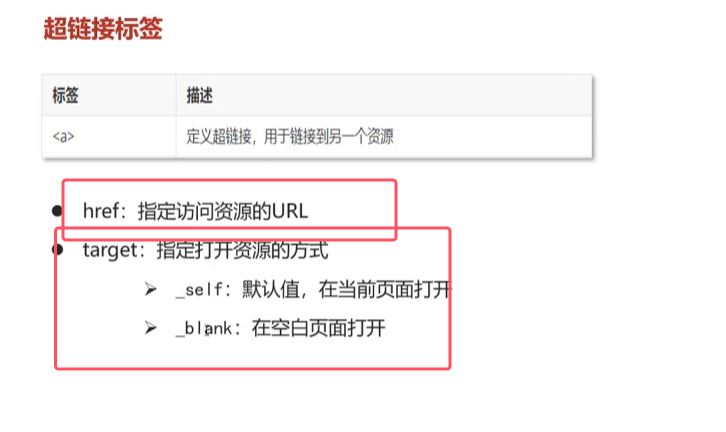 超链接标签
标签 描述
<a> 定义超链接，用于链接到另一个资源
● href：指定访问资源的URL
● target：指定打开资源的方式
➢ _self：默认值，在当前页面打开
➢ _blank：在空白页面打开